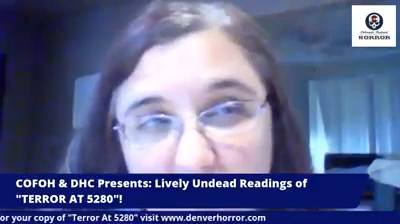 HORROR
COFOH & DHC Presents: Lively Undead Readings of
"TERROR AT 5280"!
or your copy of "Terror At 5280" visit www.denverhorror.com